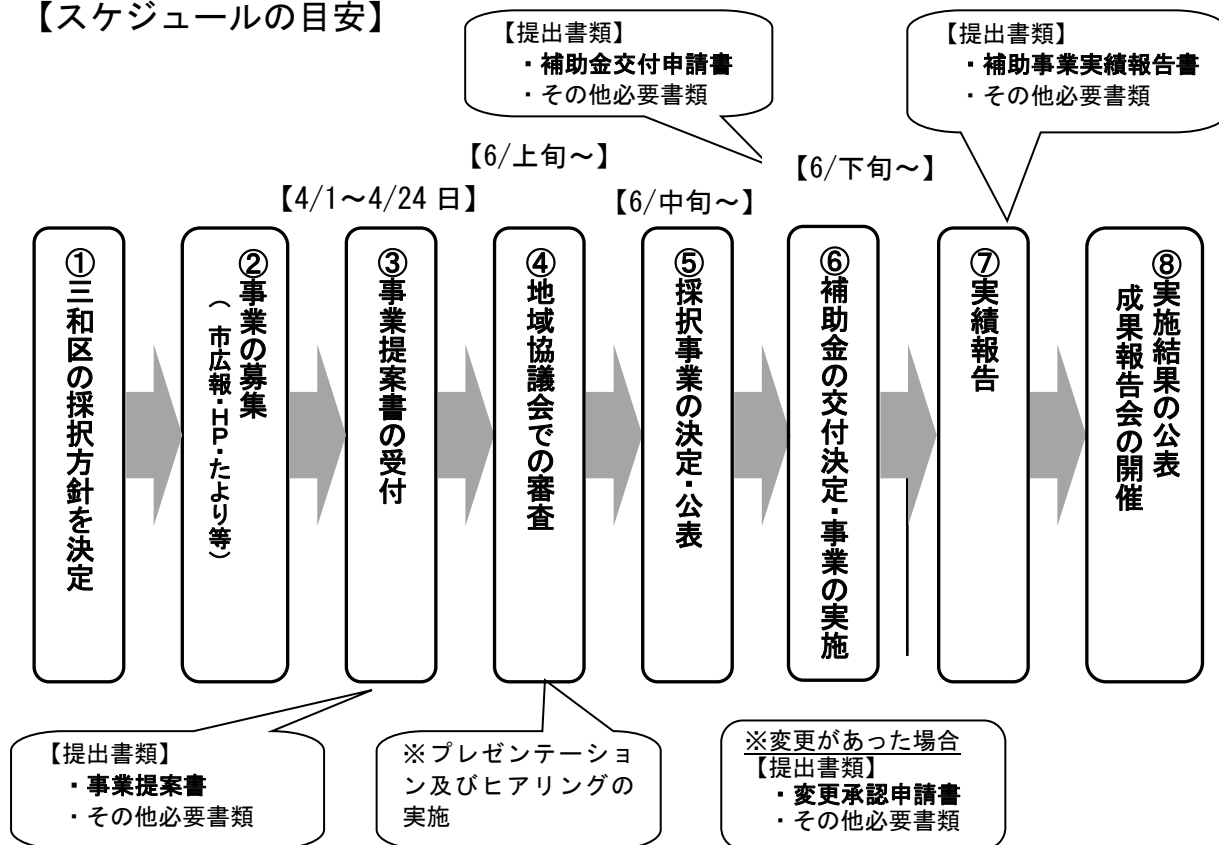 【スケジュールの目安】
【提出書類】
・補助金交付申請書
・その他必要書類
【提出書類】
・補助事業実績報告書
・その他必要書類
【4/1～4/24 日】
【6/上旬～】
【6/中旬～】
【6/下旬～】
①三和区の採択方針を決定
②事業の募集
（ 市広報・HP・たより等）
③事業提案書の受付
④地域協議会での審査
⑤採択事業の決定・公表
⑥補助金の交付決定・事業の実施
⑦実績報告
⑧実施結果の公表
成果報告会の開催
【提出書類】
・事業提案書
・その他必要書類
※プレゼンテーショ
ン及びヒアリングの
実施
※変更があった場合
【提出書類】
・変更承認申請書
・その他必要書類